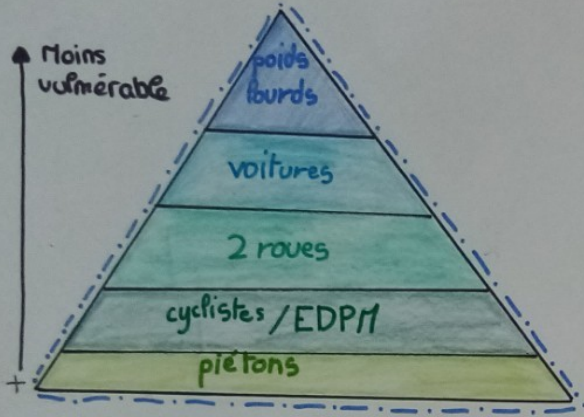 Moins
vulnérable
poids
lourds
voitures
2 roues
cyclistes / EDPM
piétons
+